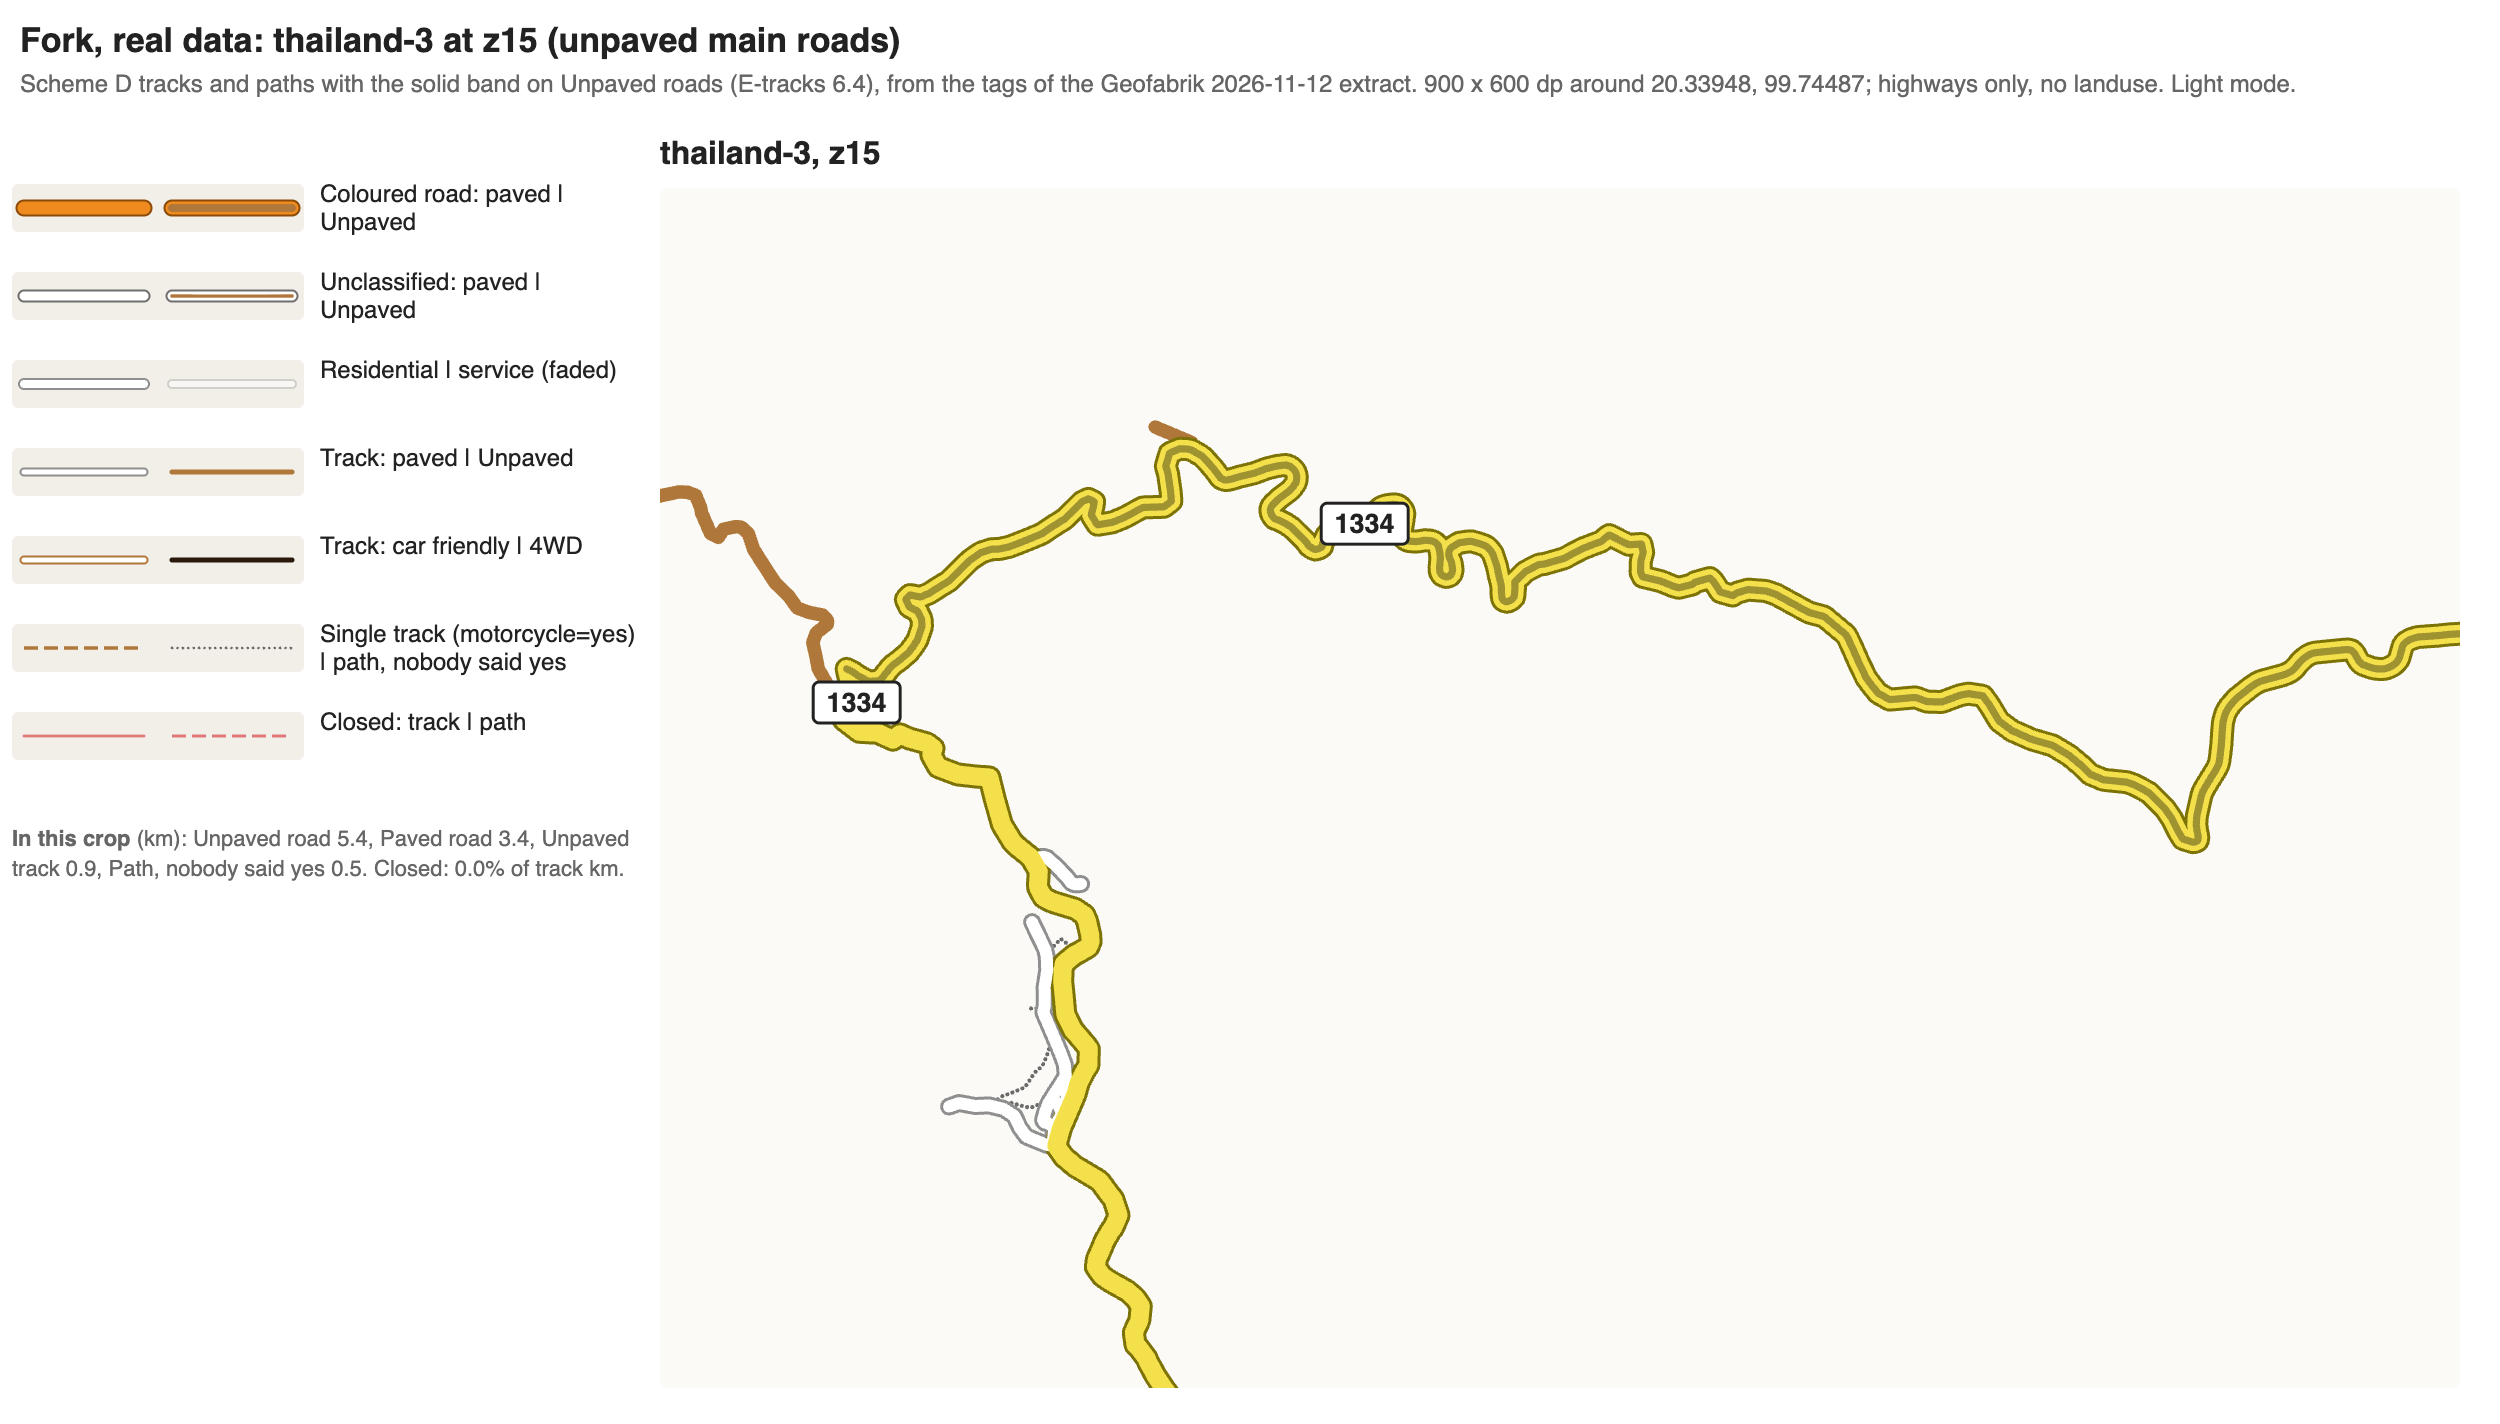 Fork, real data: thailand-3 at z15 (unpaved main roads)
Scheme D tracks and paths with the solid band on Unpaved roads (E-tracks 6.4), from the tags of the Geofabrik 2026-11-12 extract. 900 x 600 dp around 20.33948, 99.74487; highways only, no landuse. Light mode.
thailand-3, z15
Coloured road: paved |
Unpaved
Unclassified: paved |
Unpaved
Residential | service (faded)
Track: paved | Unpaved
Track: car friendly | 4WD
Single track (motorcycle=yes)
| path, nobody said yes
Closed: track | path
In this crop (km): Unpaved road 5.4, Paved road 3.4, Unpaved
track 0.9, Path, nobody said yes 0.5. Closed: 0.0% of track km.
1334
1334